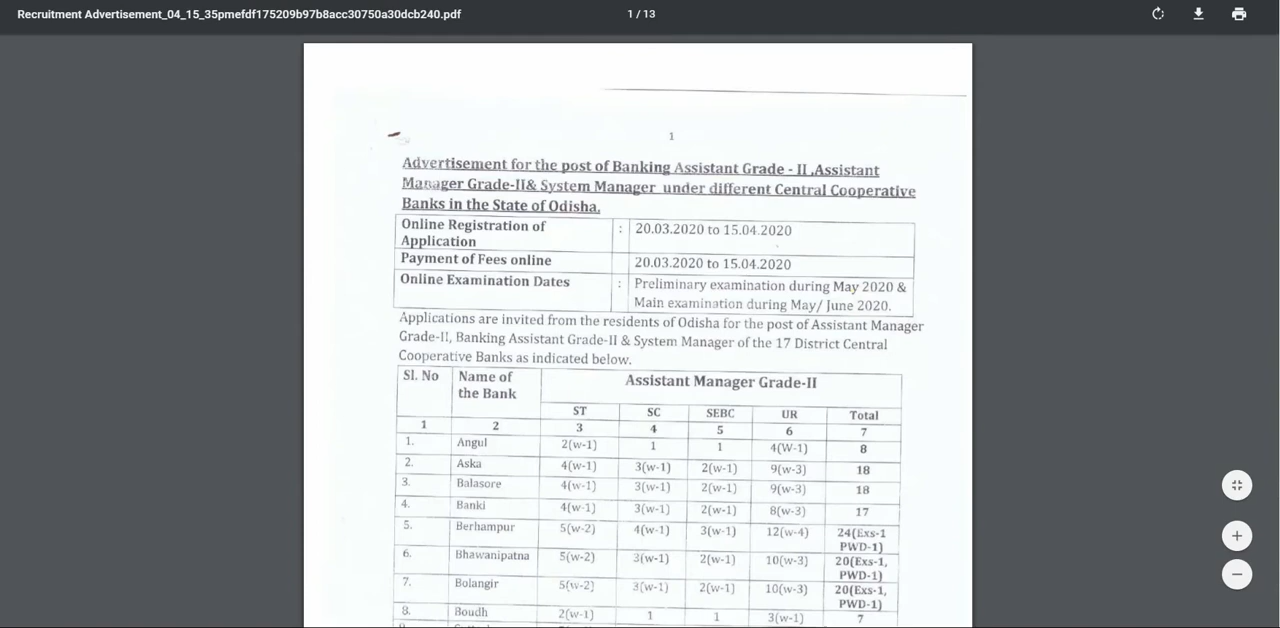 Recruitment Advertisement_04_15_35pmefdf175209b97b8acc30750a30dcb240.pdf
1 / 13
1
Advertisement for the post of Banking Assistant Grade - II ,Assistant
Manager Grade-II& System Manager under different Central Cooperative
Banks in the State of Odisha.
Online Registration of Application : 20.03.2020 to 15.04.2020
Payment of Fees online 20.03.2020 to 15.04.2020
Online Examination Dates : Preliminary examination during May 2020 &
Main examination during May/ June 2020.
Applications are invited from the residents of Odisha for the post of Assistant Manager
Grade-II, Banking Assistant Grade-II & System Manager of the 17 District Central
Cooperative Banks as indicated below.
Sl. No Name of the Bank Assistant Manager Grade-II
ST SC SEBC UR Total
1 2 3 4 5 6 7
1. Angul 2(w-1) 1 1 4(W-1) 8
2. Aska 4(w-1) 3(w-1) 2(w-1) 9(w-3) 18
3. Balasore 4(w-1) 3(w-1) 2(w-1) 9(w-3) 18
4. Banki 4(w-1) 3(w-1) 2(w-1) 8(w-3) 17
5. Berhampur 5(w-2) 4(w-1) 3(w-1) 12(w-4) 24(Exs-1
PWD-1)
6. Bhawanipatna 5(w-2) 3(w-1) 2(w-1) 10(w-3) 20(Exs-1,
PWD-1)
7. Bolangir 5(w-2) 3(w-1) 2(w-1) 10(w-3) 20(Exs-1,
PWD-1)
8. Boudh 2(w-1) 1 1 3(w-1) 7